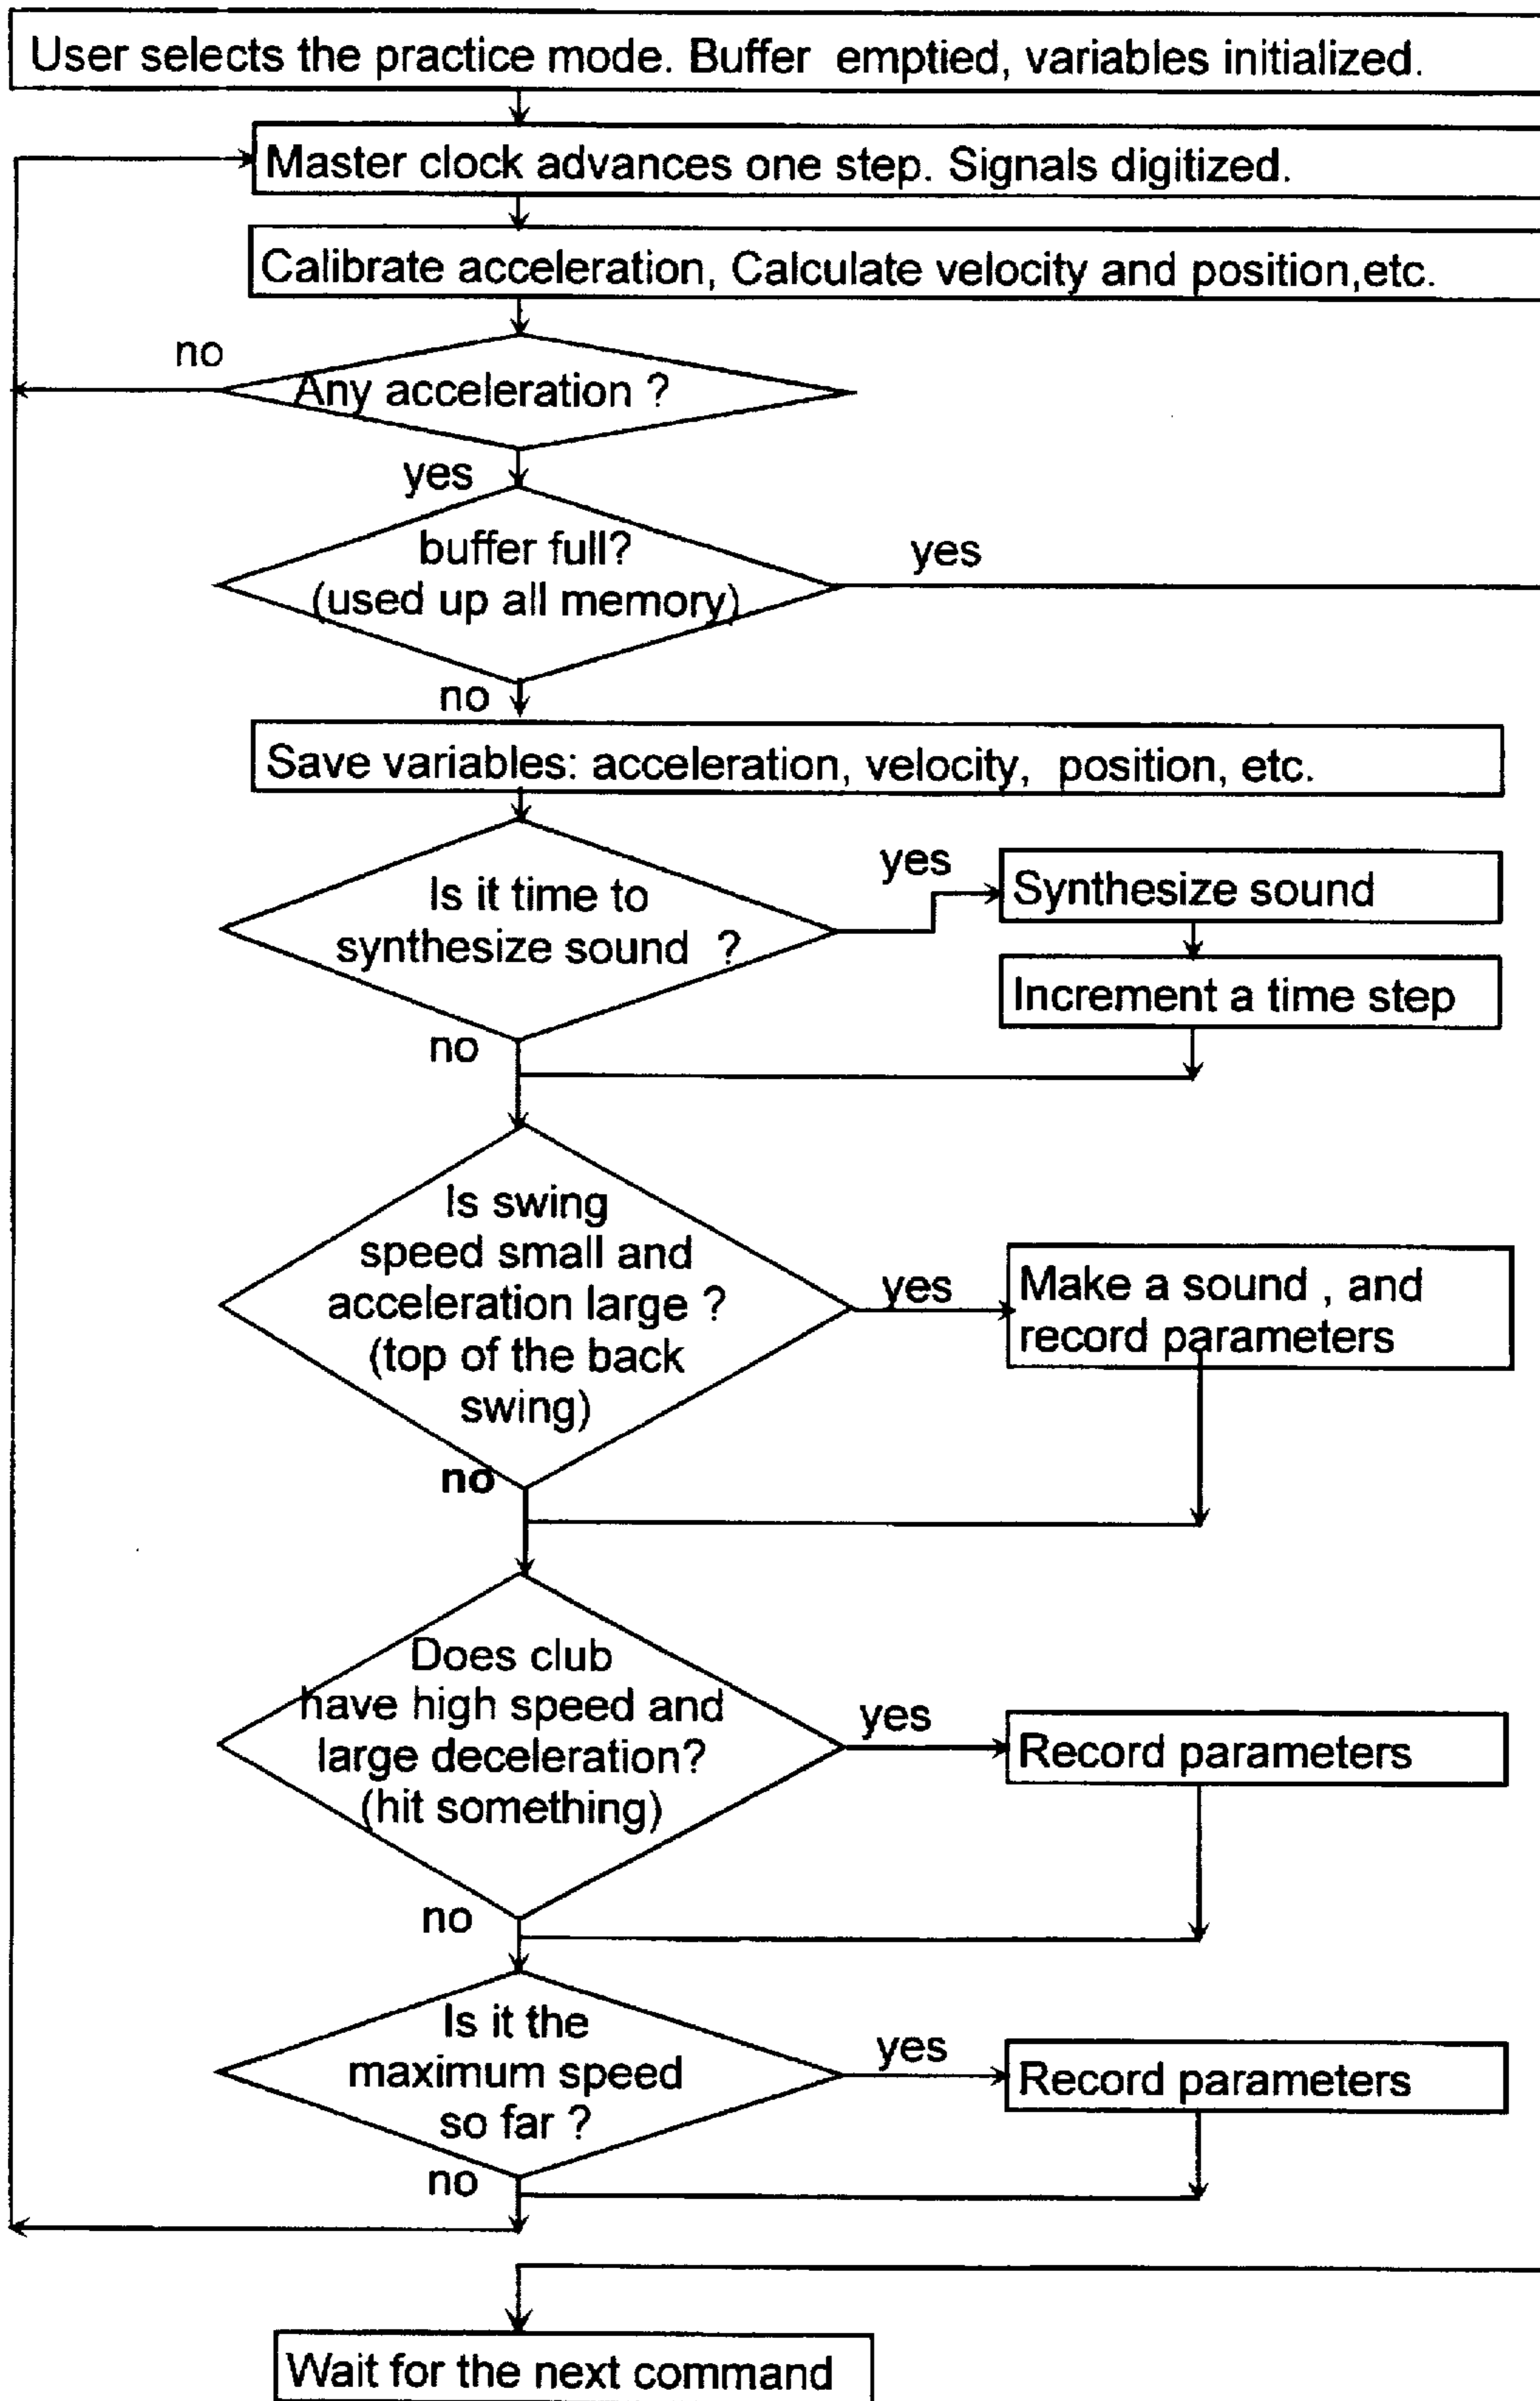 User selects the practice mode. Buffer emptied, variables initialized.
Master clock advances one step. Signals digitized.
Calibrate acceleration, Calculate velocity and position,etc.
no
Any acceleration ?
yes
buffer full?
(used up all memory)
yes
no
Save variables: acceleration, velocity, position, etc.
Is it time to
synthesize sound ?
yes
Synthesize sound
Increment a time step
no
Is swing
speed small and
acceleration large ?
(top of the back
swing)
yes
Make a sound , and
record parameters
no
Does club
have high speed and
large deceleration?
(hit something)
yes
Record parameters
no
Is it the
maximum speed
so far ?
yes
Record parameters
no
Wait for the next command